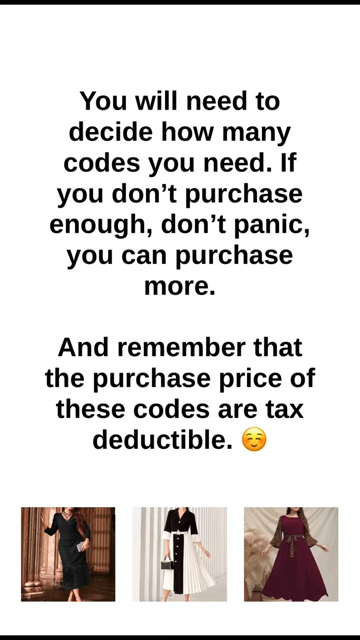 You will need to
decide how many
codes you need. If
you don’t purchase
enough, don’t panic,
you can purchase
more.
And remember that
the purchase price of
these codes are tax
deductible. ☺️